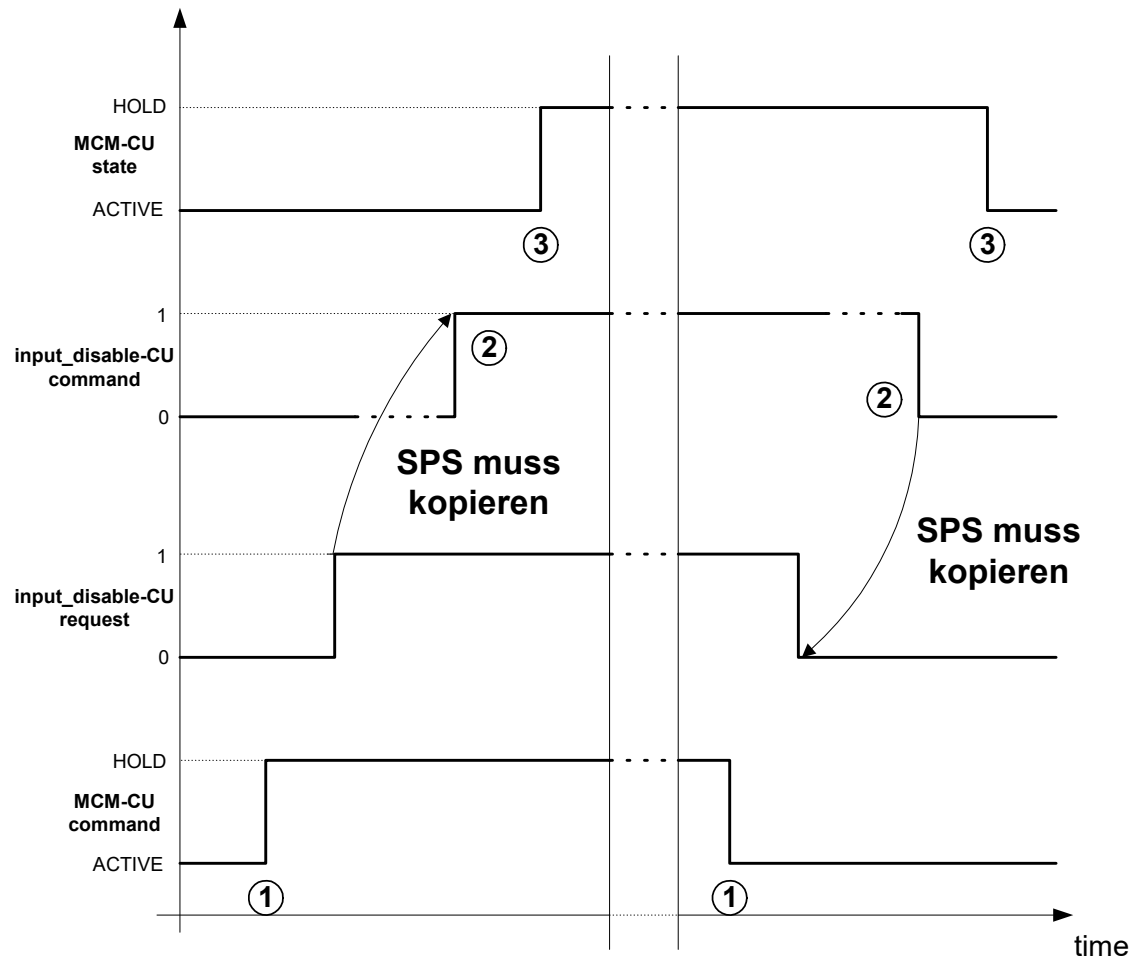 HOLD
MCM-CU
state
ACTIVE
3
3
1
input_disable-CU
command
0
2
2
SPS muss
kopieren
SPS muss
kopieren
1
input_disable-CU
request
0
HOLD
MCM-CU
command
ACTIVE
1
1
time